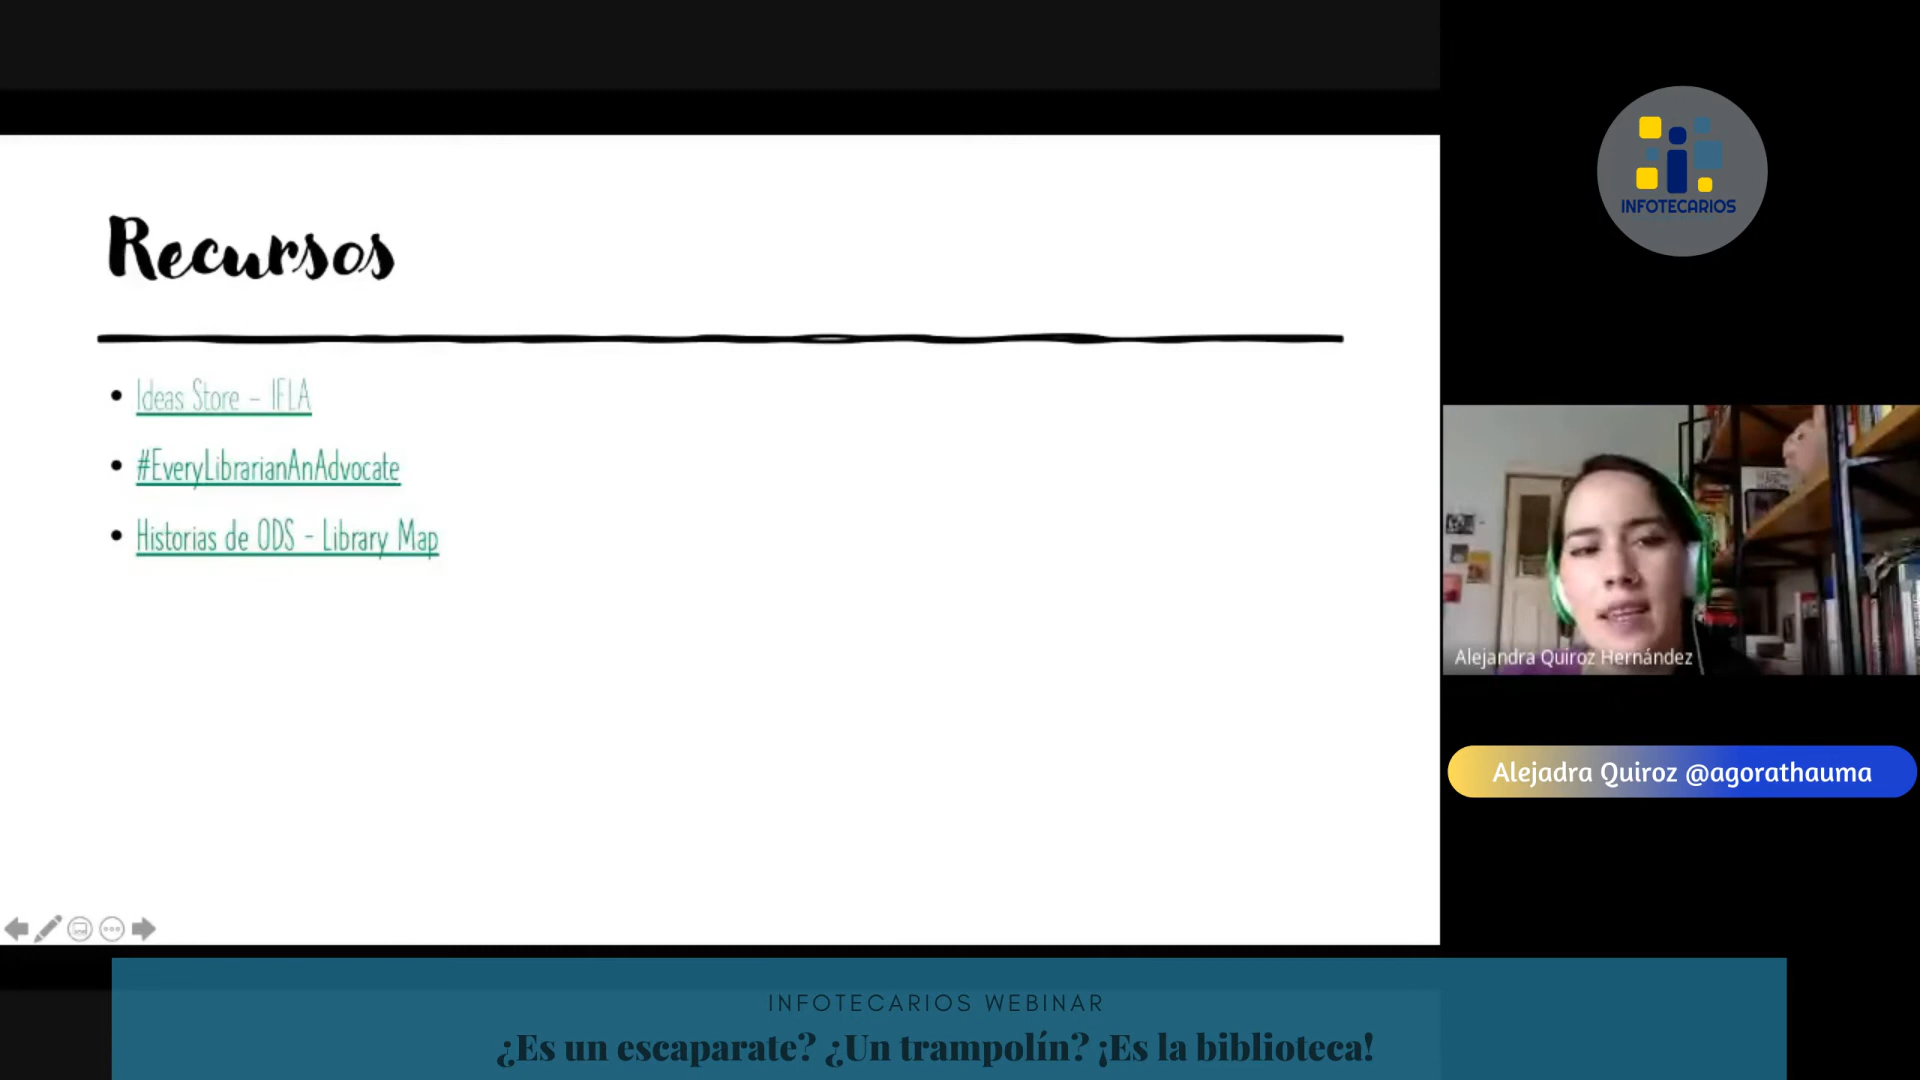 Recursos
Ideas Store - IFLA
#EveryLibrarianAnAdvocate
Historias de ODS - Library Map
INFOTECARIOS
Alejandra Quiroz Hernández
Alejadra Quiroz @agorathauma
INFOTECARIOS WEBINAR
¿Es un escaparate? ¿Un trampolín? ¡Es la biblioteca!